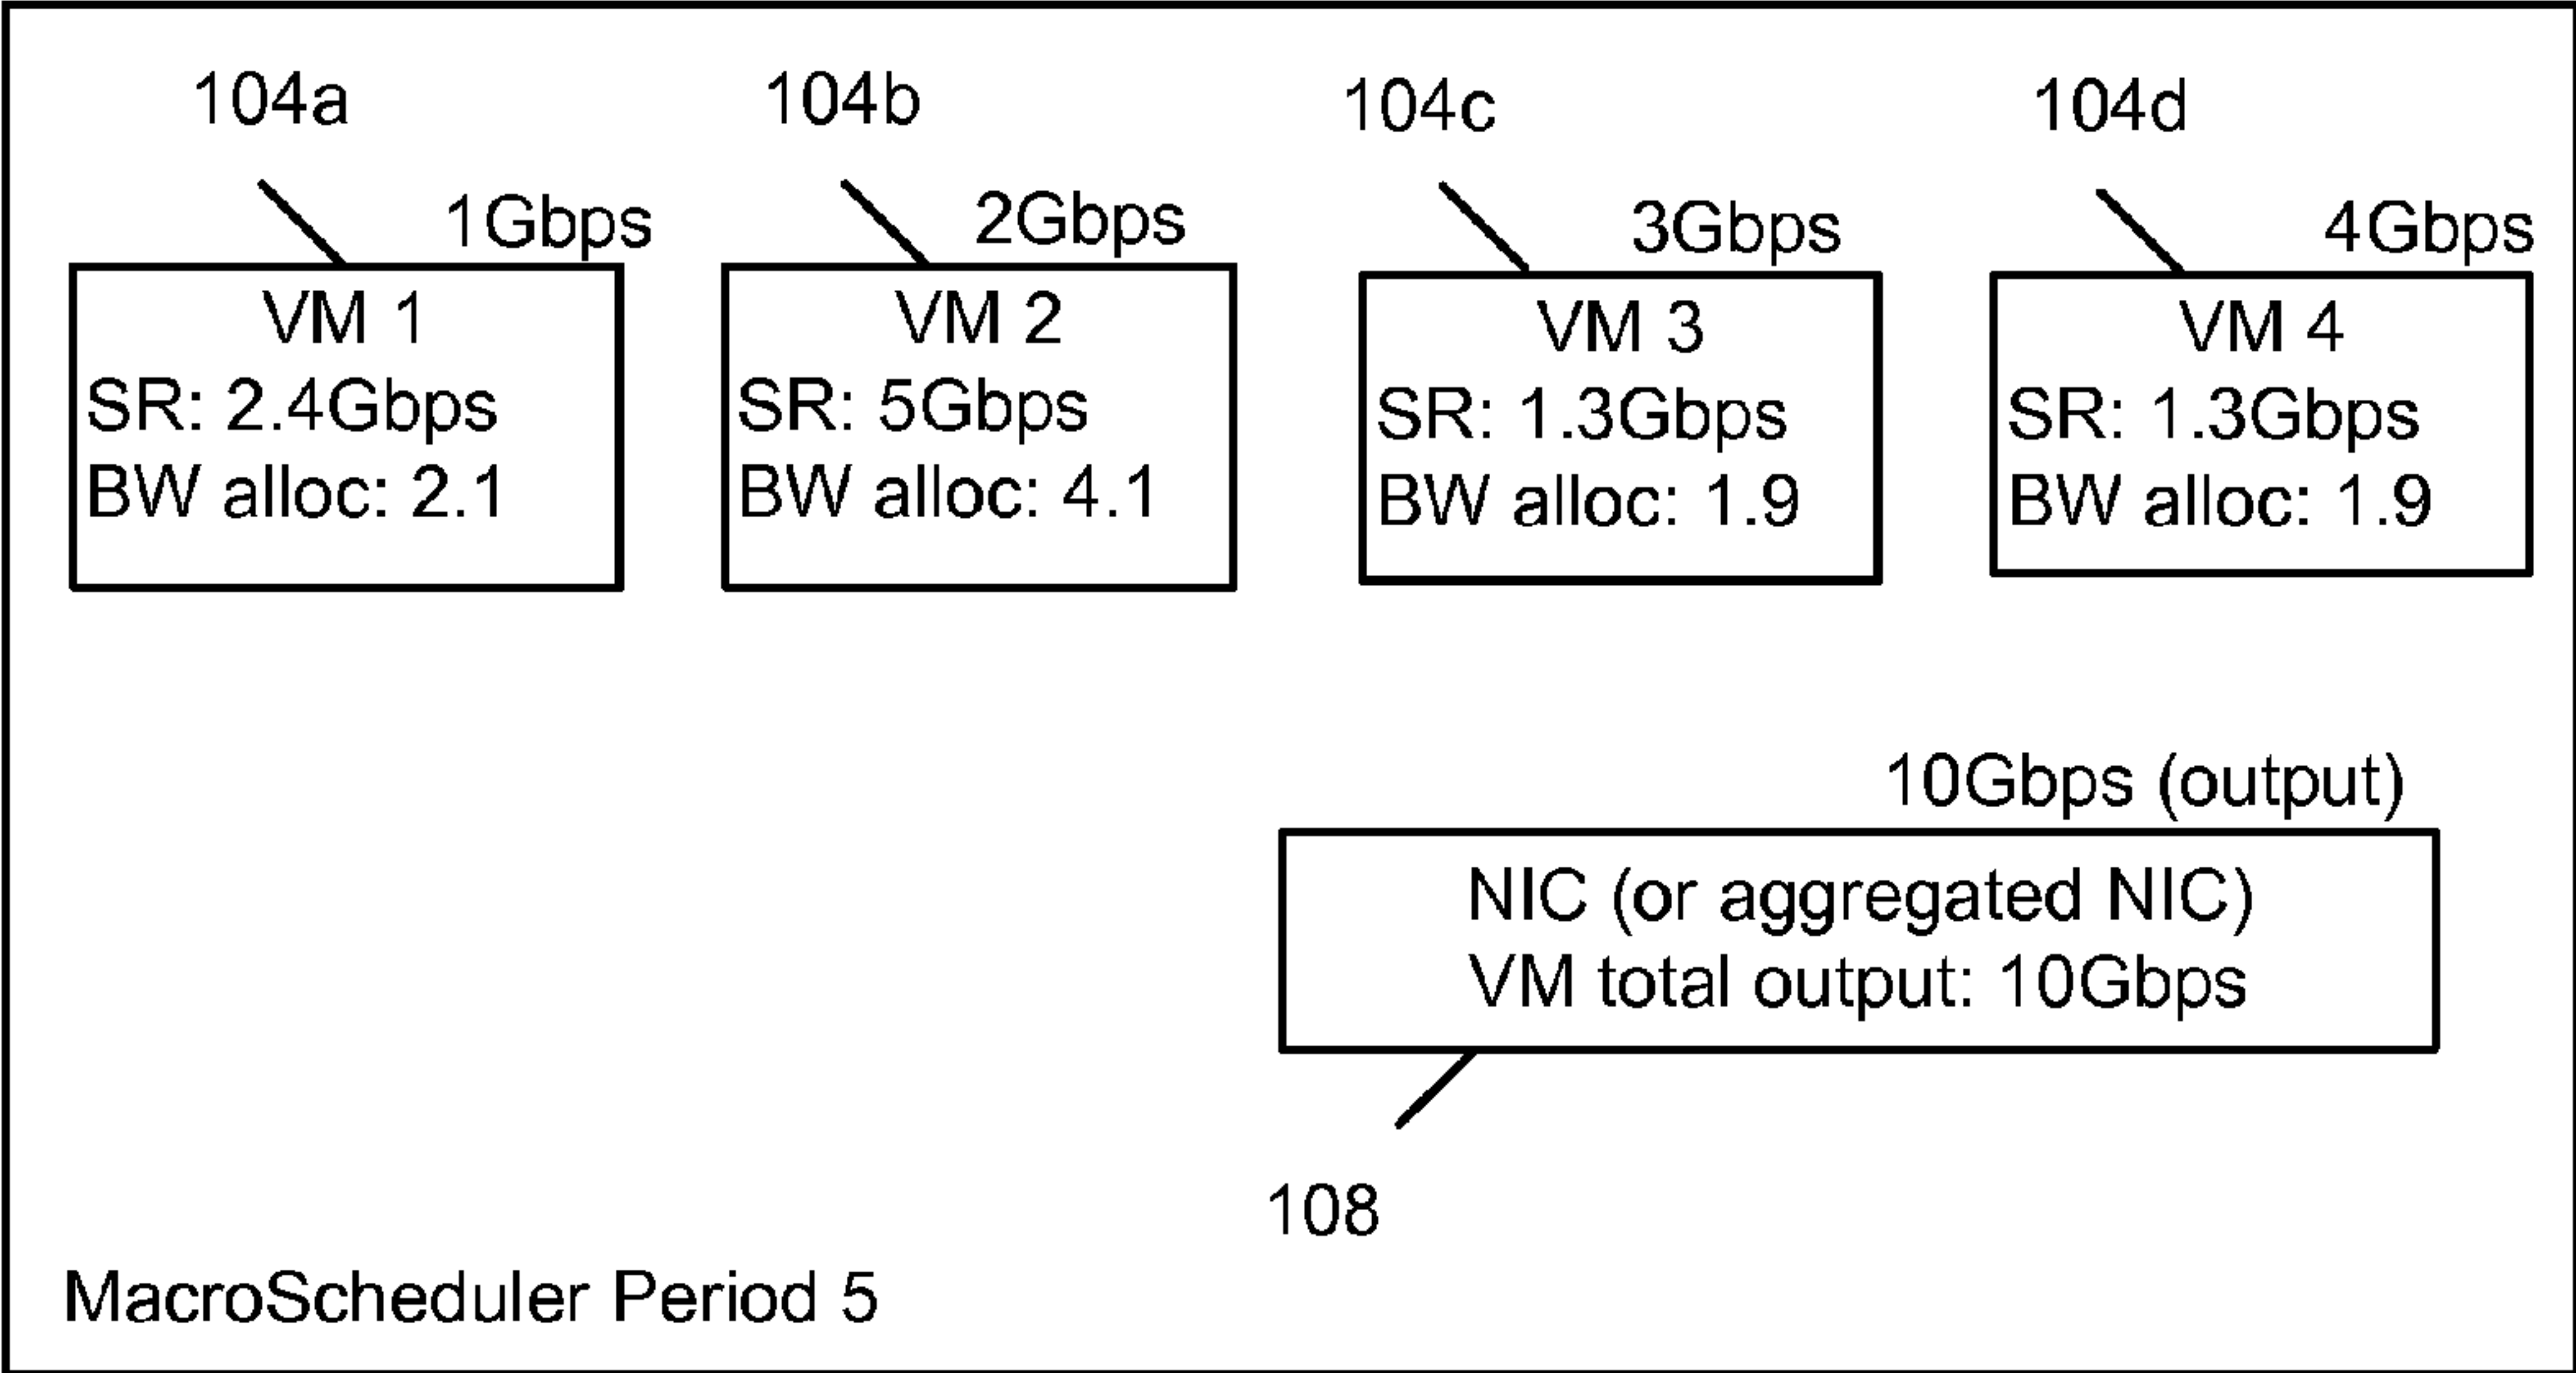 104a
104b
104c
104d
1Gbps
2Gbps
3Gbps
4Gbps
VM 1
SR: 2.4Gbps
BW alloc: 2.1
VM 2
SR: 5Gbps
BW alloc: 4.1
VM 3
SR: 1.3Gbps
BW alloc: 1.9
VM 4
SR: 1.3Gbps
BW alloc: 1.9
10Gbps (output)
NIC (or aggregated NIC)
VM total output: 10Gbps
108
MacroScheduler Period 5